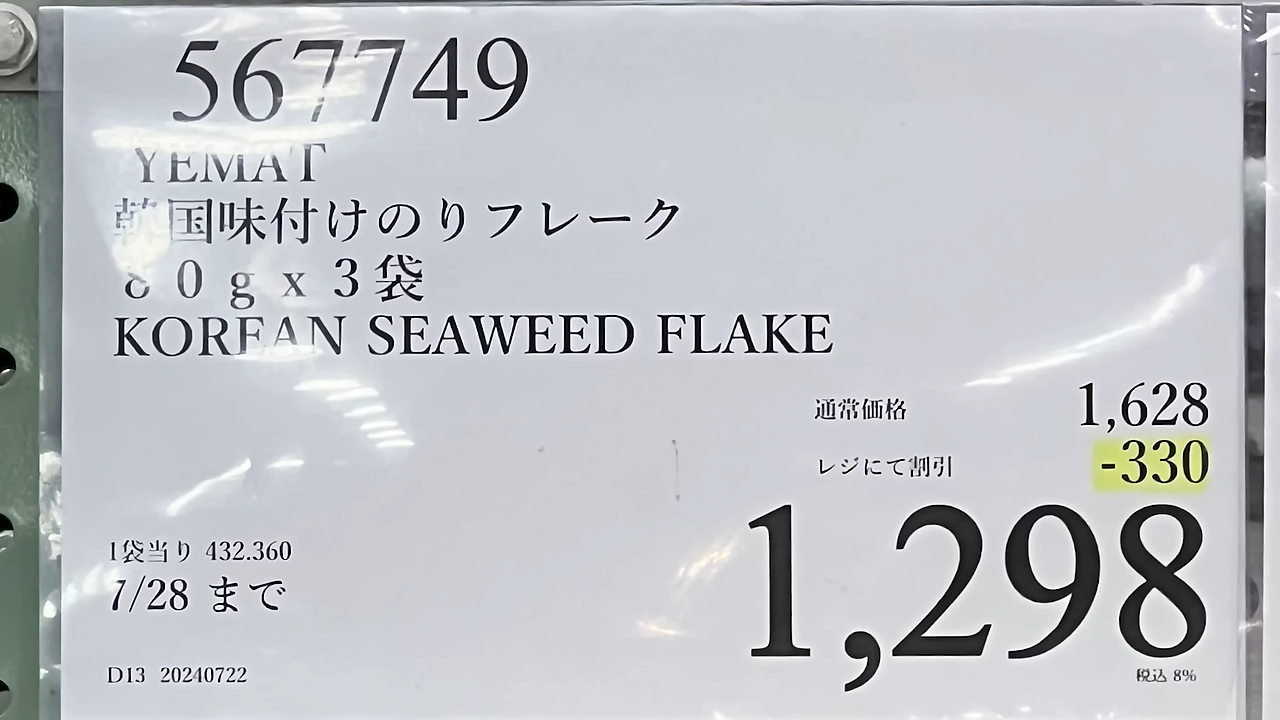 567749
YEMAT
韓国味付けのりフレーク
８０ｇｘ３袋
KOREAN SEAWEED FLAKE
通常価格 1,628
レジにて割引 -330
1,298
1袋当り 432.360
7/28 まで
D13 20240722
税込 8%